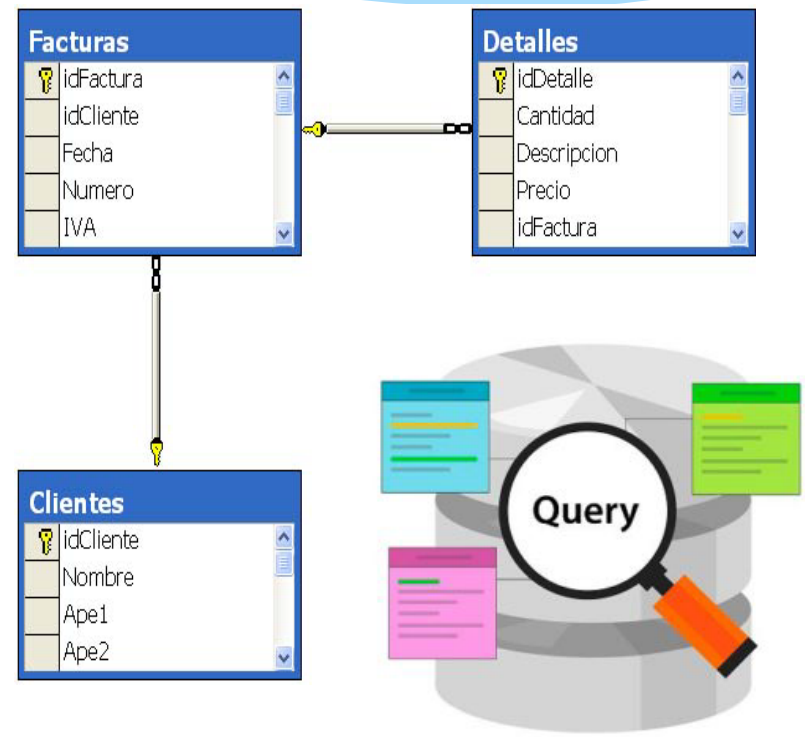 Facturas
idFactura
idCliente
Fecha
Numero
IVA
Detalles
idDetalle
Cantidad
Descripcion
Precio
idFactura
Clientes
idCliente
Nombre
Ape1
Ape2
Query